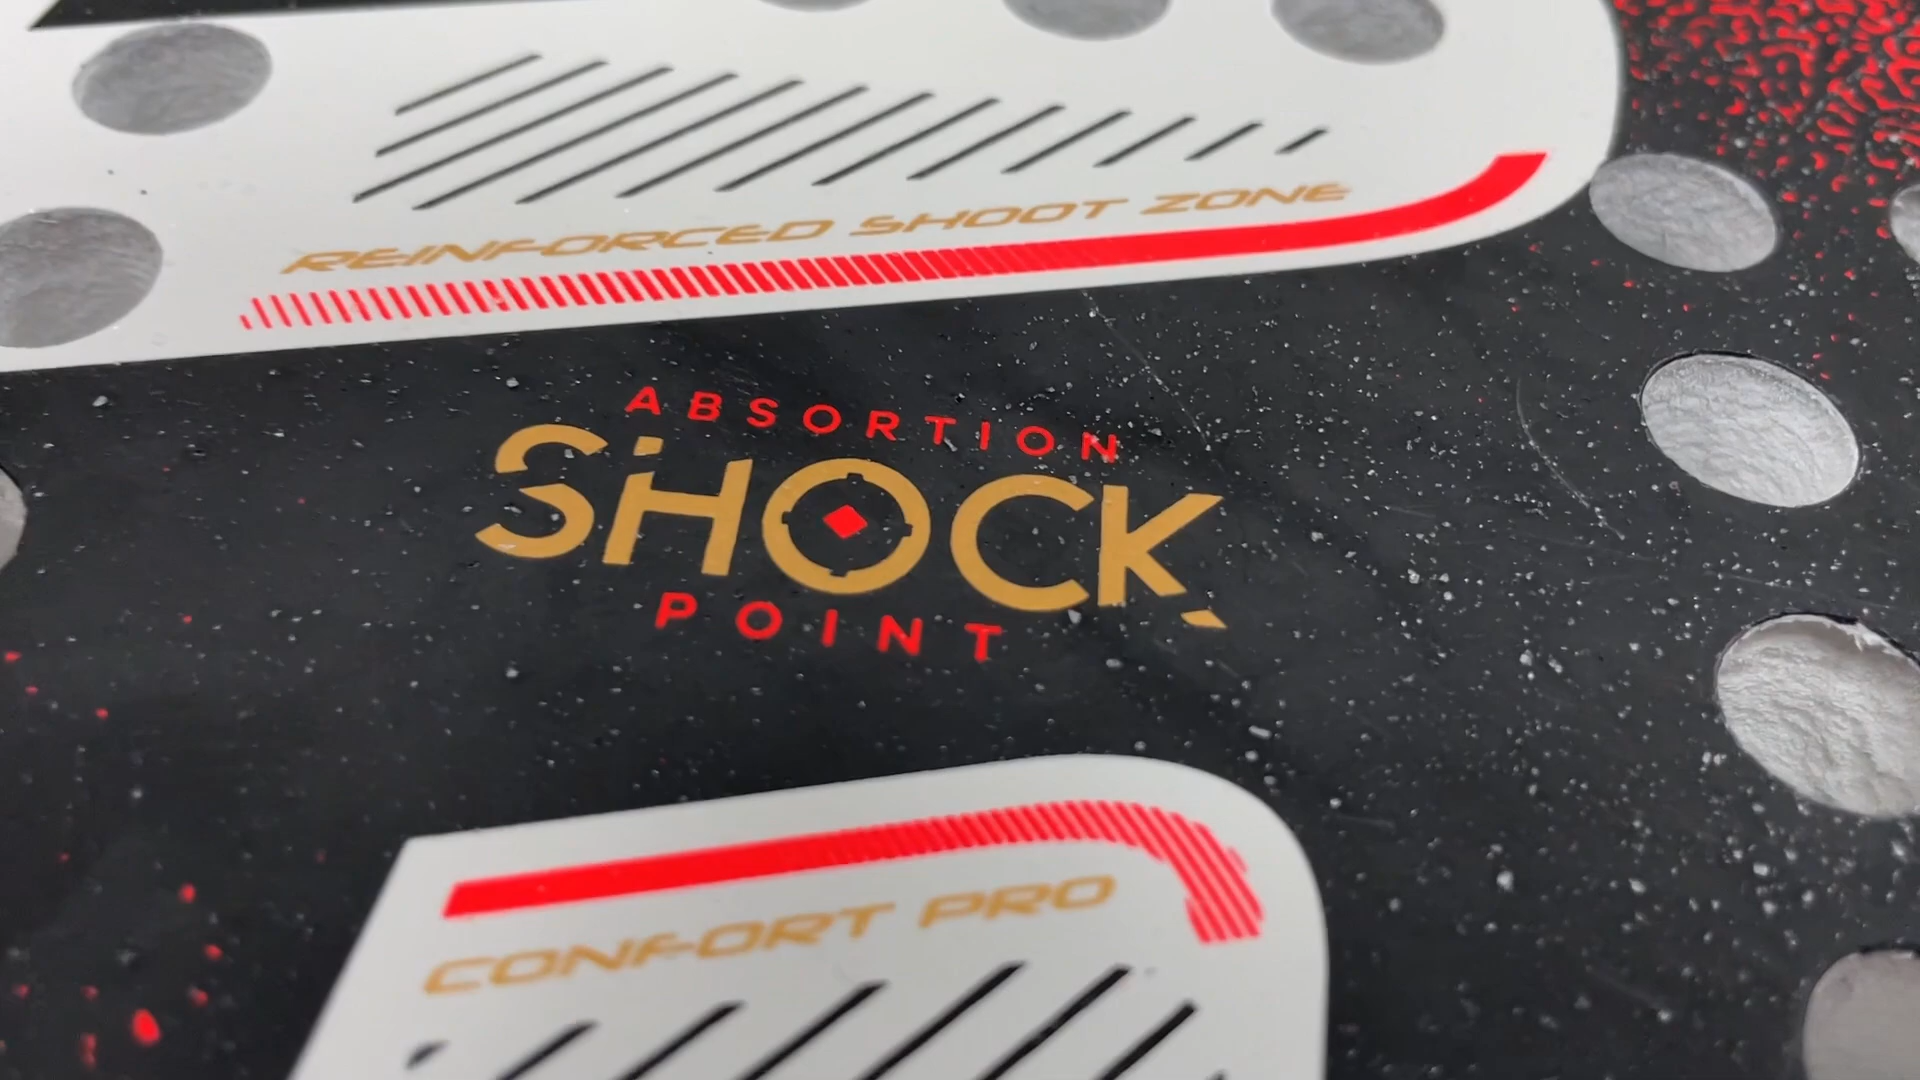 REINFORCED SHOOT ZONE
ABSORTION
SHOCK
POINT
CONFORT PRO